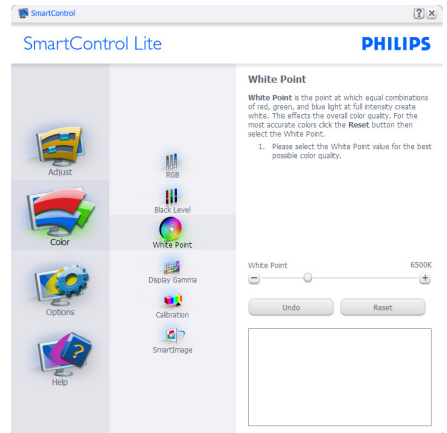 SmartControl
SmartControl Lite
PHILIPS
Adjust
Color
Options
Help
RGB
Black Level
White Point
Display Gamma
Calibration
SmartImage
White Point
White Point is the point at which equal combinations
of red, green, and blue light at full intensty create
white. This effects the overall color quality. For the
most accurate colors click the Reset button then
select the White Point.
1. Please select the White Point value for the best
possible color quality.
White Point 6500K
Undo Reset